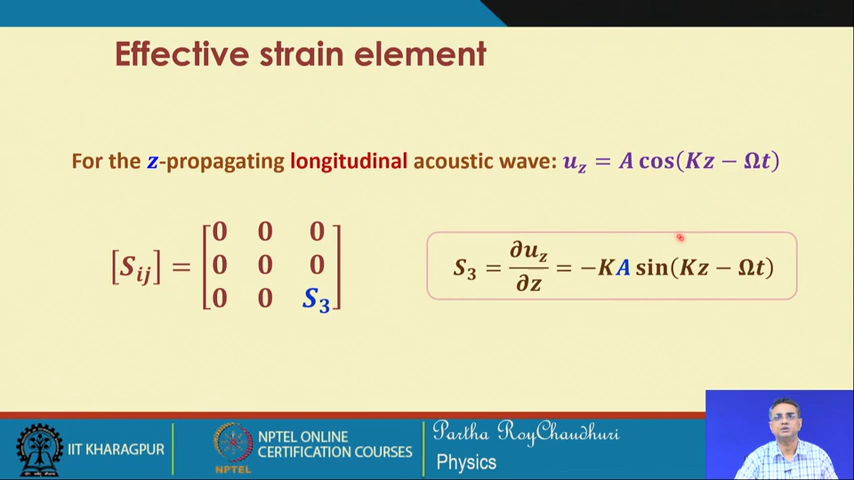 Effective strain element
For the z-propagating longitudinal acoustic wave: u_z = A cos(Kz − Ωt)
[S_ij] = [0 0 0
0 0 0
0 0 S_3]
S_3 = ∂u_z/∂z = −KA sin(Kz − Ωt)
IIT KHARAGPUR
NPTEL
NPTEL ONLINE
CERTIFICATION COURSES
Partha RoyChaudhuri
Physics